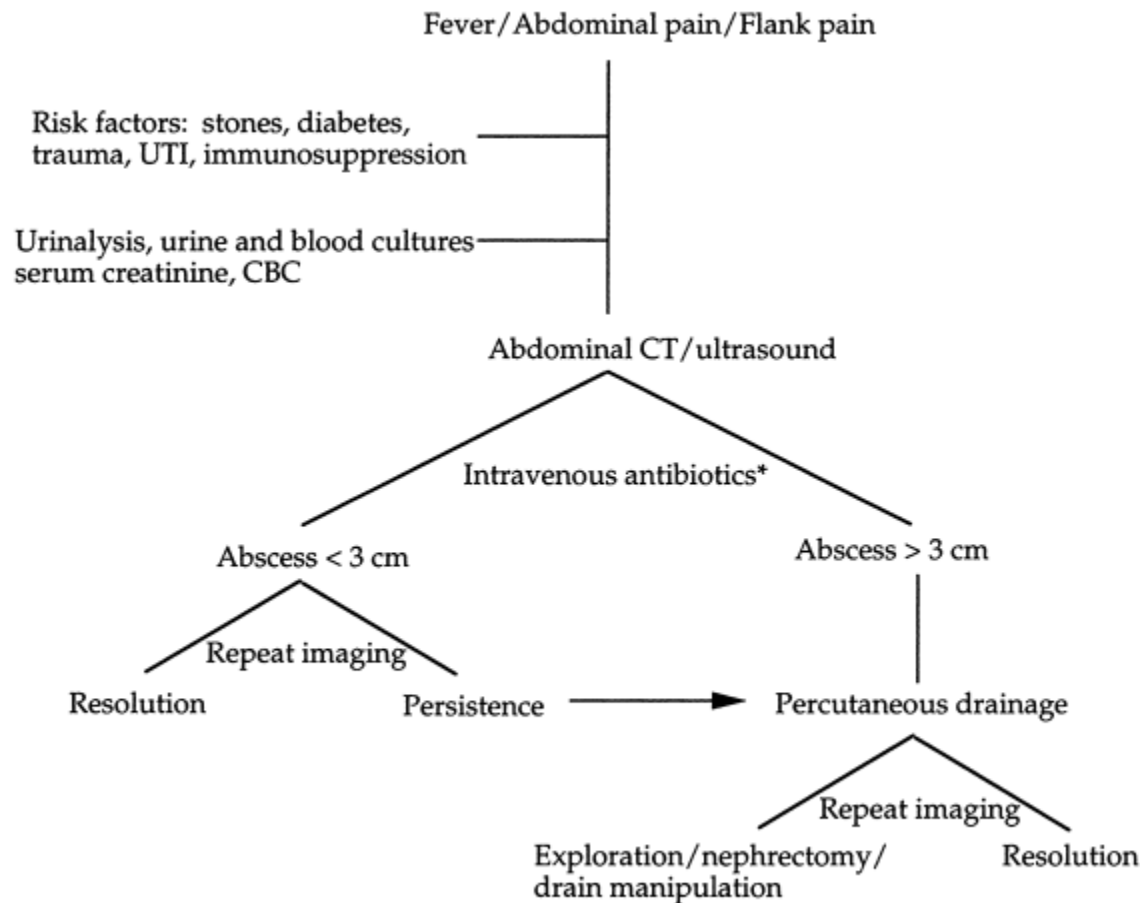 Fever/Abdominal pain/Flank pain
Risk factors: stones, diabetes,
trauma, UTI, immunosuppression
Urinalysis, urine and blood cultures
serum creatinine, CBC
Abdominal CT/ultrasound
Intravenous antibiotics*
Abscess < 3 cm
Abscess > 3 cm
Repeat imaging
Resolution
Persistence
Percutaneous drainage
Repeat imaging
Exploration/nephrectomy/
drain manipulation
Resolution